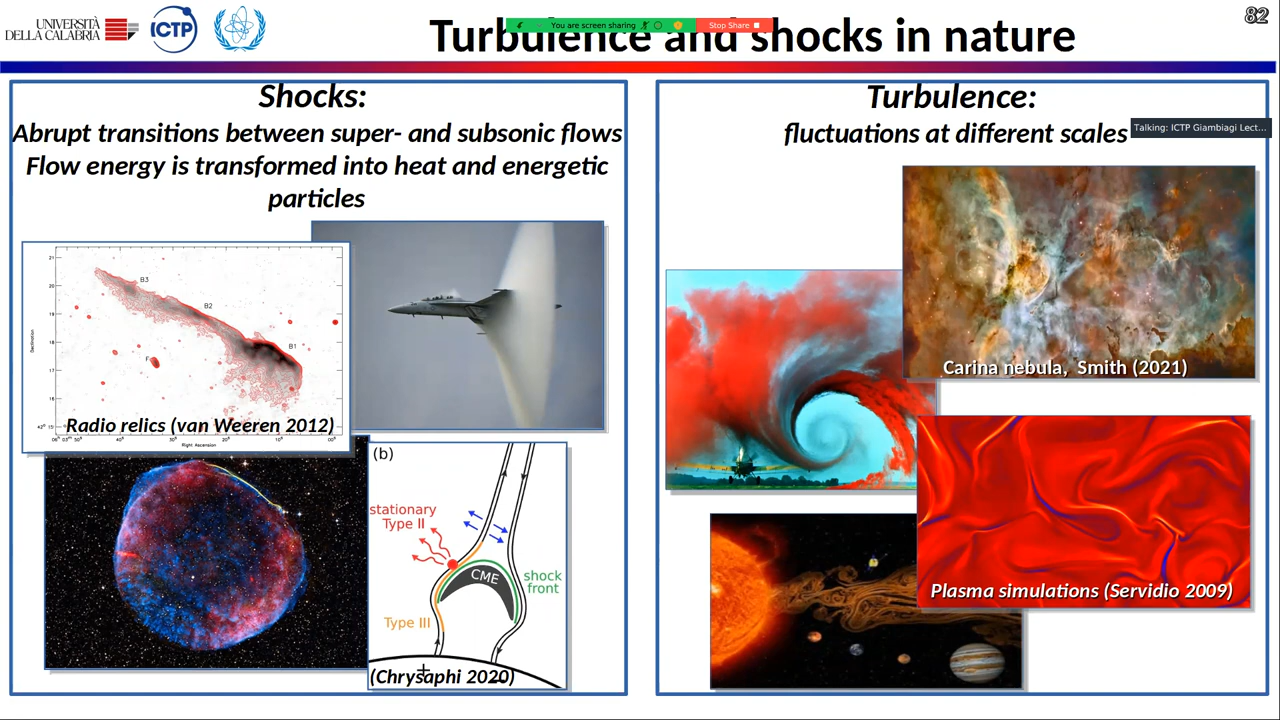 UNIVERSITÀ
DELLA CALABRIA
ICTP
Turbulence and shocks in nature
You are screen sharing
Stop Share
82
Shocks:
Abrupt transitions between super- and subsonic flows
Flow energy is transformed into heat and energetic
particles
B3
B2
B1
Right Ascension
Radio relics (van Weeren 2012)
(b)
stationary
Type II
CME
shock
front
Type III
(Chrysaphi 2020)
Turbulence:
fluctuations at different scales
Talking: ICTP Giambiagi Lect...
Carina nebula, Smith (2021)
Plasma simulations (Servidio 2009)